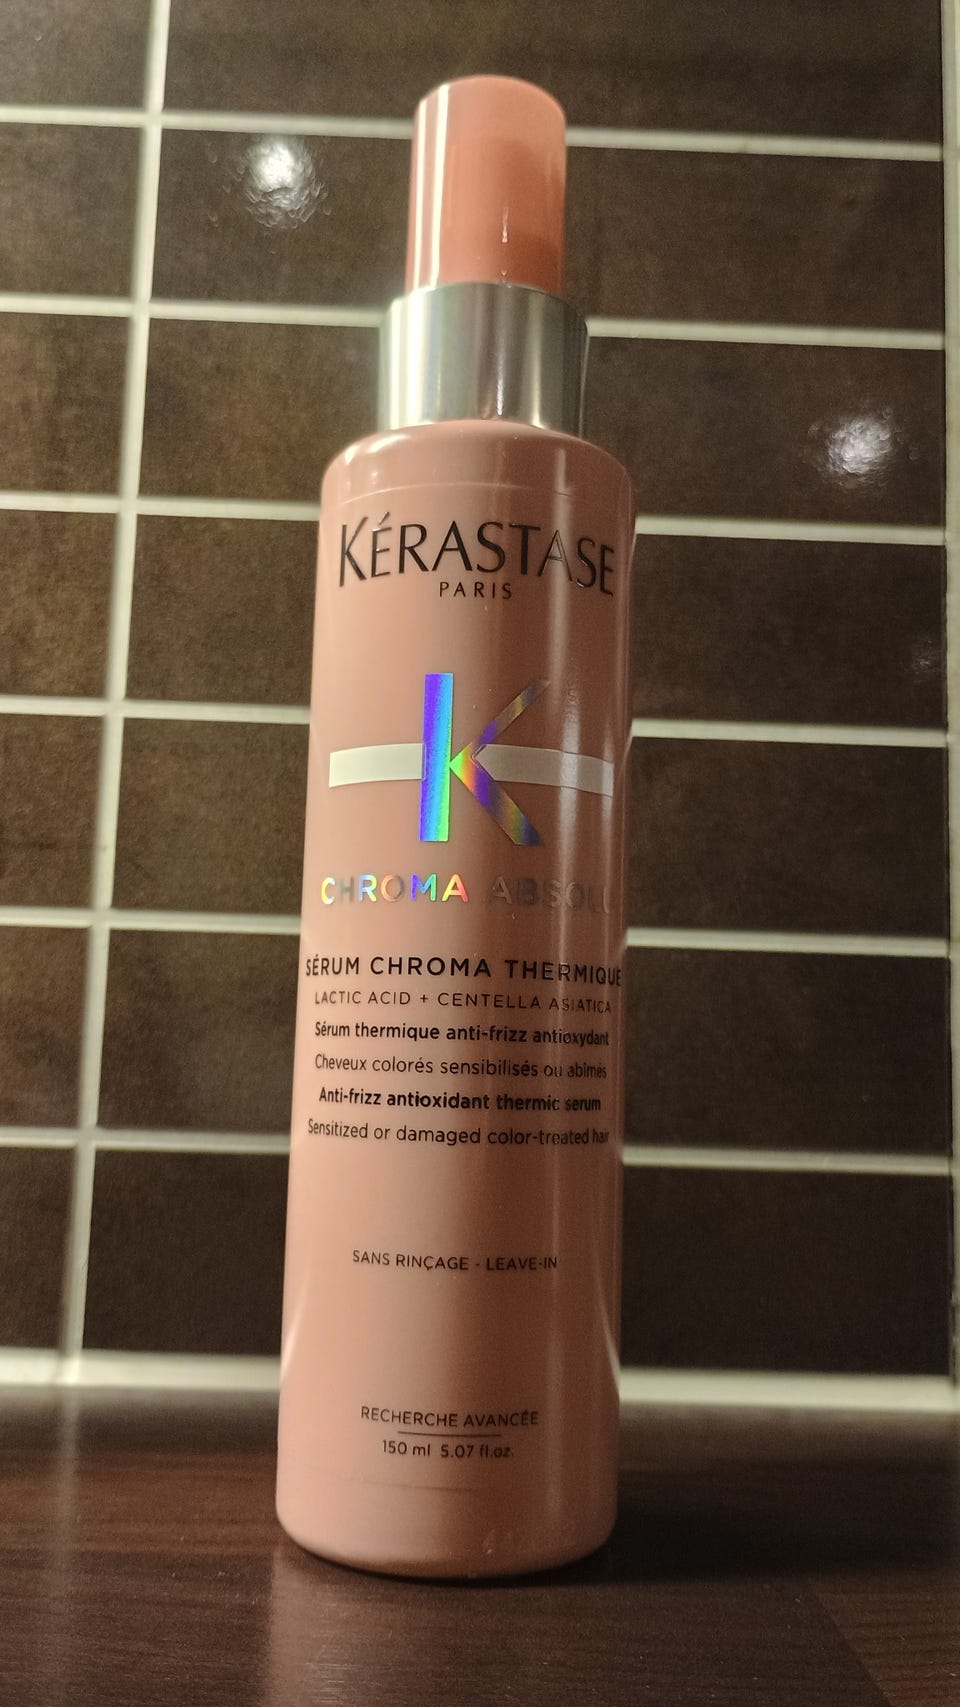 KÉRASTASE
PARIS
K
CHROMA ABSOLU
SÉRUM CHROMA THERMIQUE
LACTIC ACID + CENTELLA ASIATICA
Sérum thermique anti-frizz antioxydant
Cheveux colorés sensibilisés ou abimés
Anti-frizz antioxidant thermic serum
Sensitized or damaged color-treated hair
SANS RINÇAGE - LEAVE-IN
RECHERCHE AVANCÉE
150 ml 5.07 fl.oz.